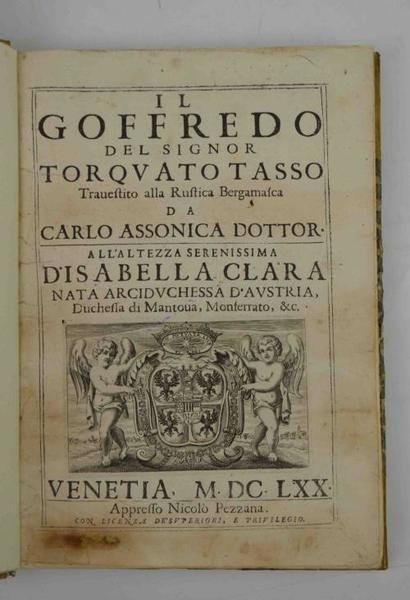 IL
GOFFREDO
DEL SIGNOR
TORQVATO TASSO
Traueſtito alla Ruſtica Bergamaſca
DA
CARLO ASSONICA DOTTOR.
ALL'ALTEZZA SERENISSIMA
D'ISABELLA CLARA
NATA ARCIDVCHESSA D'AVSTRIA,
Ducheſſa di Mantoua, Monferrato, &c.
VENETIA, M. DC. LXX.
Appreſſo Nicolò Pezzana.
CON LICENZA DE'SVPERIORI, E PRIVILEGIO.